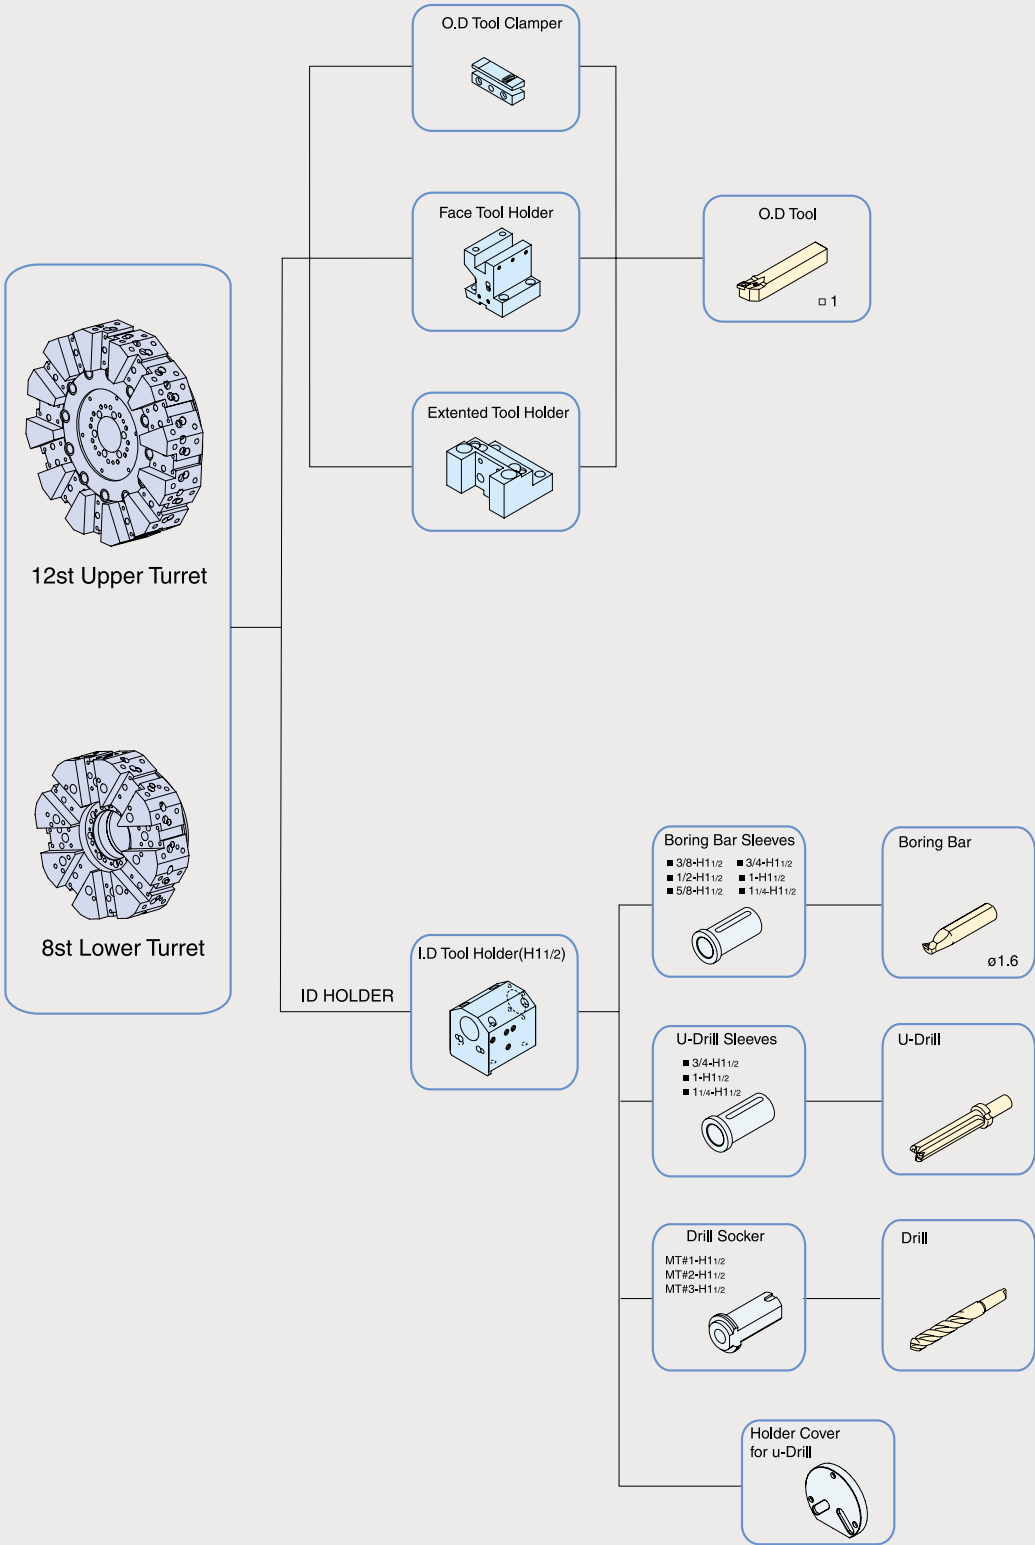 O.D Tool Clamper
Face Tool Holder
O.D Tool
□ 1
Extented Tool Holder
12st Upper Turret
8st Lower Turret
ID HOLDER
I.D Tool Holder(H11/2)
Boring Bar Sleeves
■ 3/8-H11/2 ■ 3/4-H11/2
■ 1/2-H11/2 ■ 1-H11/2
■ 5/8-H11/2 ■ 11/4-H11/2
Boring Bar
ø1.6
U-Drill Sleeves
■ 3/4-H11/2
■ 1-H11/2
■ 11/4-H11/2
U-Drill
Drill Socker
MT#1-H11/2
MT#2-H11/2
MT#3-H11/2
Drill
Holder Cover
for u-Drill